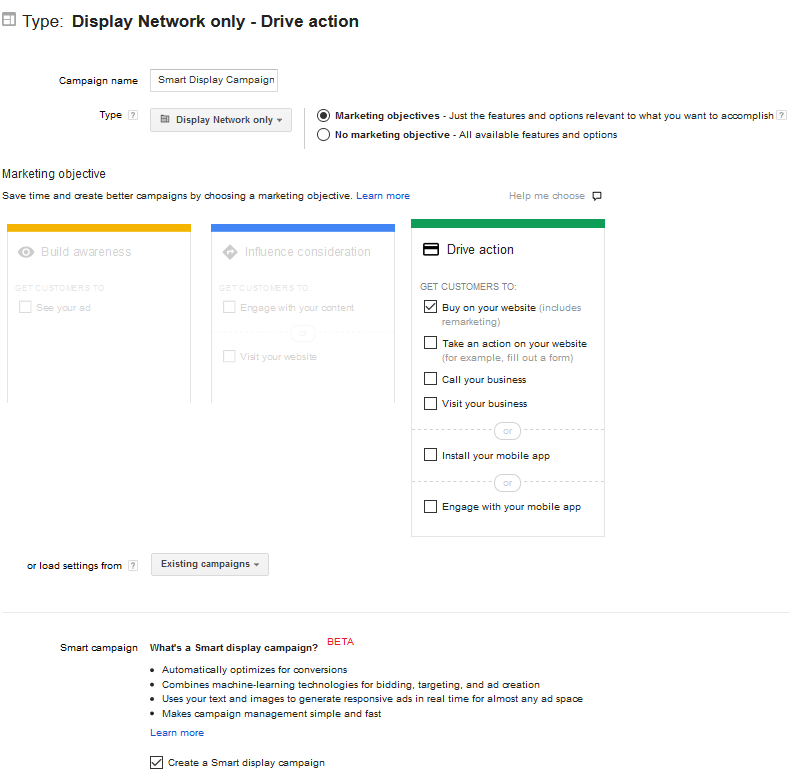 Type: Display Network only - Drive action
Campaign name Smart Display Campaign
Type ? Display Network only Marketing objectives - Just the features and options relevant to what you want to accomplish ?
No marketing objective - All available features and options
Marketing objective
Save time and create better campaigns by choosing a marketing objective. Learn more Help me choose
Build awareness
GET CUSTOMERS TO:
See your ad
Influence consideration
GET CUSTOMERS TO:
Engage with your content
or
Visit your website
Drive action
GET CUSTOMERS TO:
Buy on your website (includes
remarketing)
Take an action on your website
(for example, fill out a form)
Call your business
Visit your business
or
Install your mobile app
or
Engage with your mobile app
or load settings from ? Existing campaigns
Smart campaign What's a Smart display campaign? BETA
• Automatically optimizes for conversions
• Combines machine-learning technologies for bidding, targeting, and ad creation
• Uses your text and images to generate responsive ads in real time for almost any ad space
• Makes campaign management simple and fast
Learn more
Create a Smart display campaign